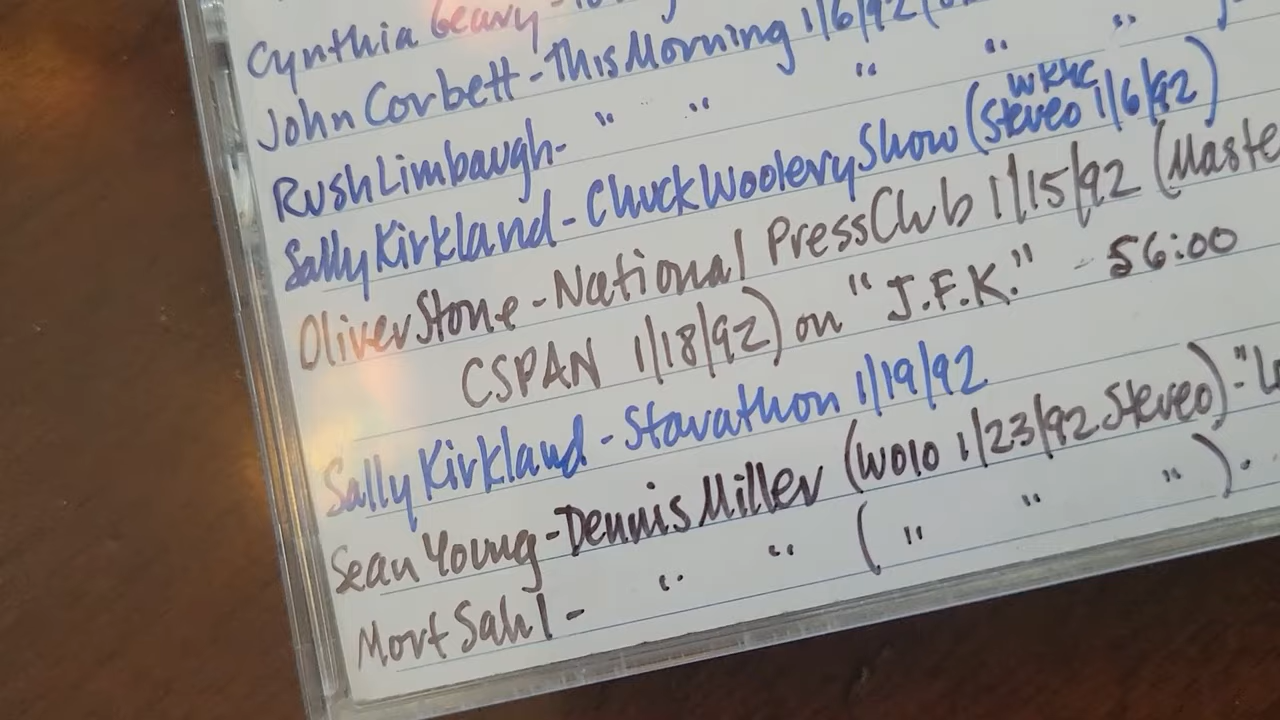 Cynthia Geary -
John Corbett - This Morning 1/6/92 (
Rush Limbaugh - " " " " "
WKHC
Sally Kirkland - Chuck Woolery Show (Stereo 1/6/92)
Oliver Stone - National Press Club 1/15/92 (Maste
CSPAN 1/18/92) on "J.F.K." - 56:00
Sally Kirkland - Starathon 1/19/92
Sean Young - Dennis Miller (WOLO 1/23/92 Stereo) - "
Mort Sahl - " " ( " " " ).